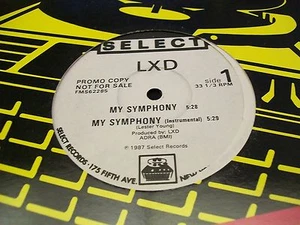 SELECT
LXD
PROMO COPY
NOT FOR SALE
FMS62295
side 1
33 1/3 RPM
MY SYMPHONY 5:28
MY SYMPHONY (Instrumental) 5:29
(Lester Young)
Produced by: LXD
ADRA (BMI)
℗ 1987 Select Records
SELECT RECORDS · 175 FIFTH AVE. NEW